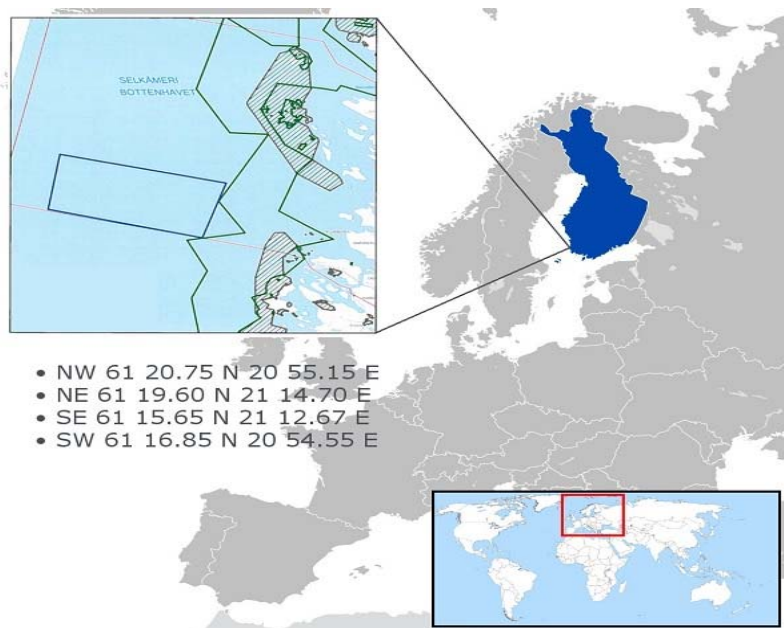 SELKÄMERI
BOTTENHAVET
• NW 61 20.75 N 20 55.15 E
• NE 61 19.60 N 21 14.70 E
• SE 61 15.65 N 21 12.67 E
• SW 61 16.85 N 20 54.55 E